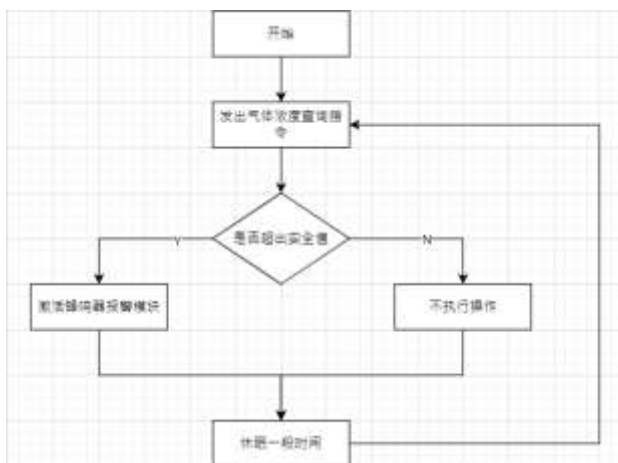 开始
发出气体浓度查询指
令
是否超出安全值
Y
N
激活蜂鸣器报警模块
不执行操作
休眠一段时间